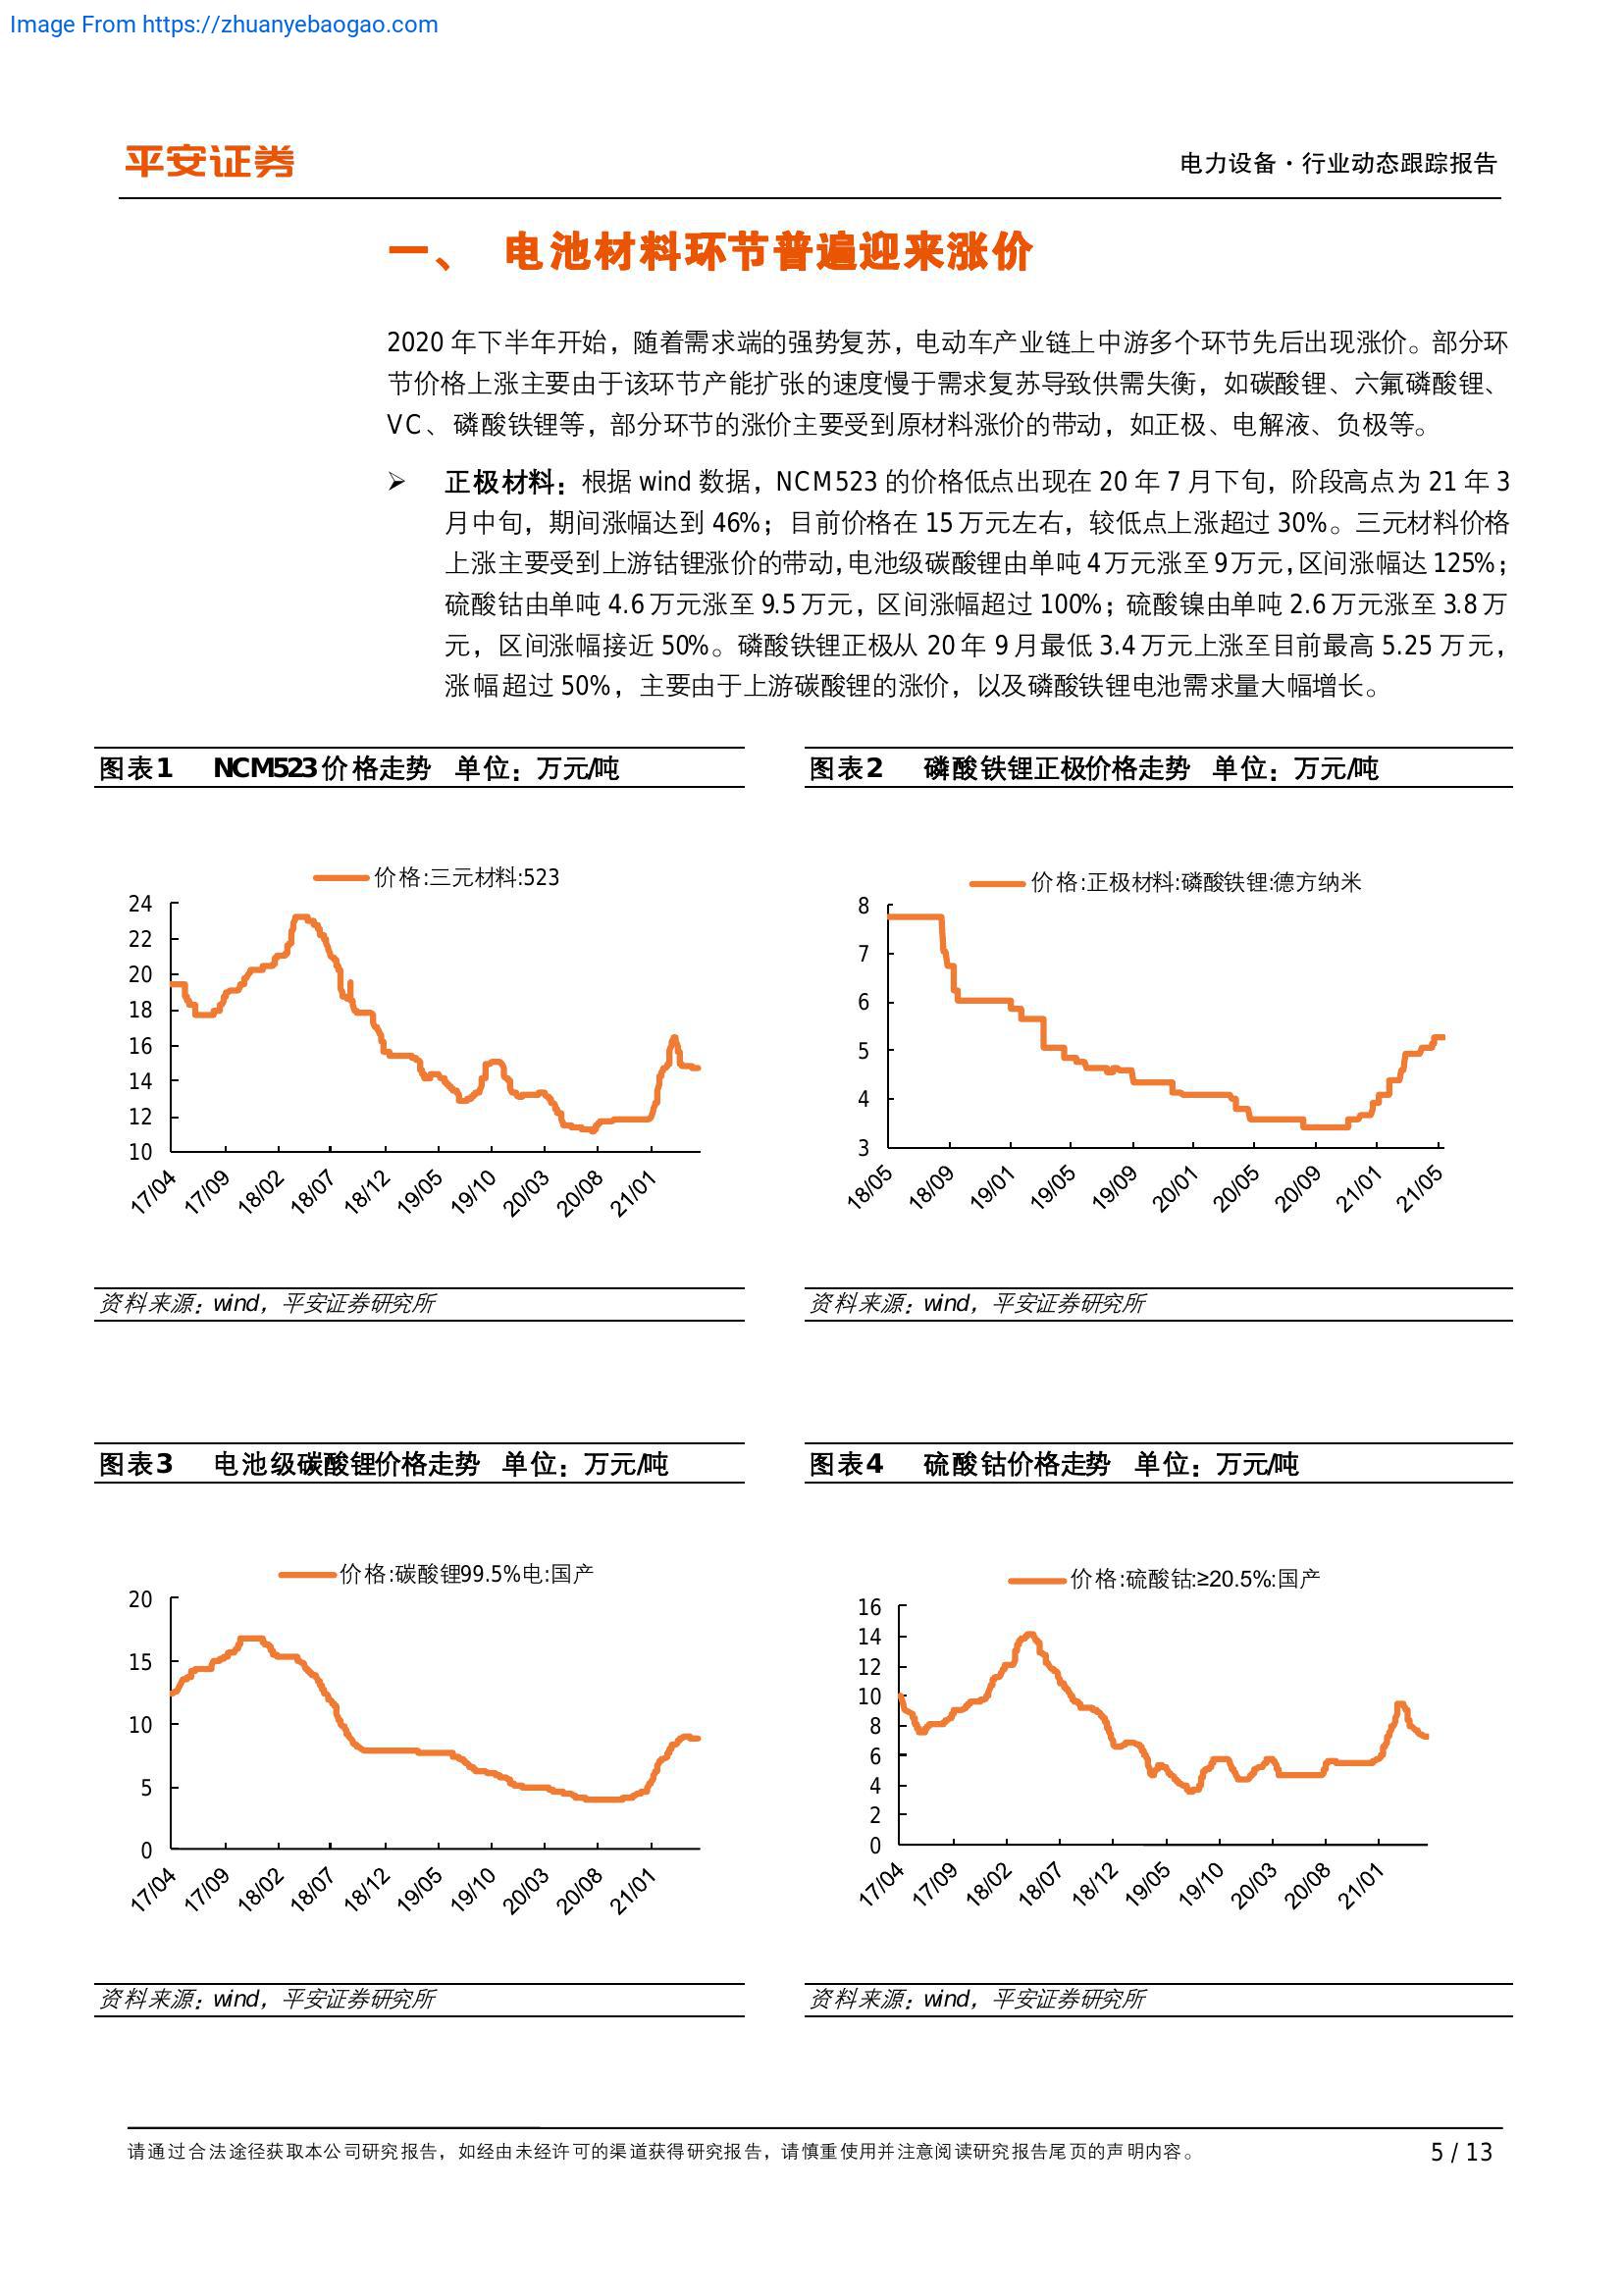 Image From https://zhuanyebaogao.com
平安证券
电力设备·行业动态跟踪报告
一、 电池材料环节普遍迎来涨价
2020 年下半年开始，随着需求端的强势复苏，电动车产业链上中游多个环节先后出现涨价。部分环
节价格上涨主要由于该环节产能扩张的速度慢于需求复苏导致供需失衡，如碳酸锂、六氟磷酸锂、
VC、磷酸铁锂等，部分环节的涨价主要受到原材料涨价的带动，如正极、电解液、负极等。
➢ 正极材料：根据 wind 数据，NCM523 的价格低点出现在 20 年 7 月下旬，阶段高点为 21 年 3
月中旬，期间涨幅达到 46%；目前价格在 15 万元左右，较低点上涨超过 30%。三元材料价格
上涨主要受到上游钴锂涨价的带动，电池级碳酸锂由单吨 4 万元涨至 9 万元，区间涨幅达 125%；
硫酸钴由单吨 4.6 万元涨至 9.5 万元，区间涨幅超过 100%；硫酸镍由单吨 2.6 万元涨至 3.8 万
元，区间涨幅接近 50%。磷酸铁锂正极从 20 年 9 月最低 3.4 万元上涨至目前最高 5.25 万元，
涨幅超过 50%，主要由于上游碳酸锂的涨价，以及磷酸铁锂电池需求量大幅增长。
图表1 NCM523 价格走势 单位：万元/吨
价格:三元材料:523
24
22
20
18
16
14
12
10
17/04 17/09 18/02 18/07 18/12 19/05 19/10 20/03 20/08 21/01
资料来源：wind，平安证券研究所
图表2 磷酸铁锂正极价格走势 单位：万元/吨
价格:正极材料:磷酸铁锂:德方纳米
8
7
6
5
4
3
18/05 18/09 19/01 19/05 19/09 20/01 20/05 20/09 21/01 21/05
资料来源：wind，平安证券研究所
图表3 电池级碳酸锂价格走势 单位：万元/吨
价格:碳酸锂99.5%电:国产
20
15
10
5
0
17/04 17/09 18/02 18/07 18/12 19/05 19/10 20/03 20/08 21/01
资料来源：wind，平安证券研究所
图表4 硫酸钴价格走势 单位：万元/吨
价格:硫酸钴:≥20.5%:国产
16
14
12
10
8
6
4
2
0
17/04 17/09 18/02 18/07 18/12 19/05 19/10 20/03 20/08 21/01
资料来源：wind，平安证券研究所
请通过合法途径获取本公司研究报告，如经由未经许可的渠道获得研究报告，请慎重使用并注意阅读研究报告尾页的声明内容。
5 / 13